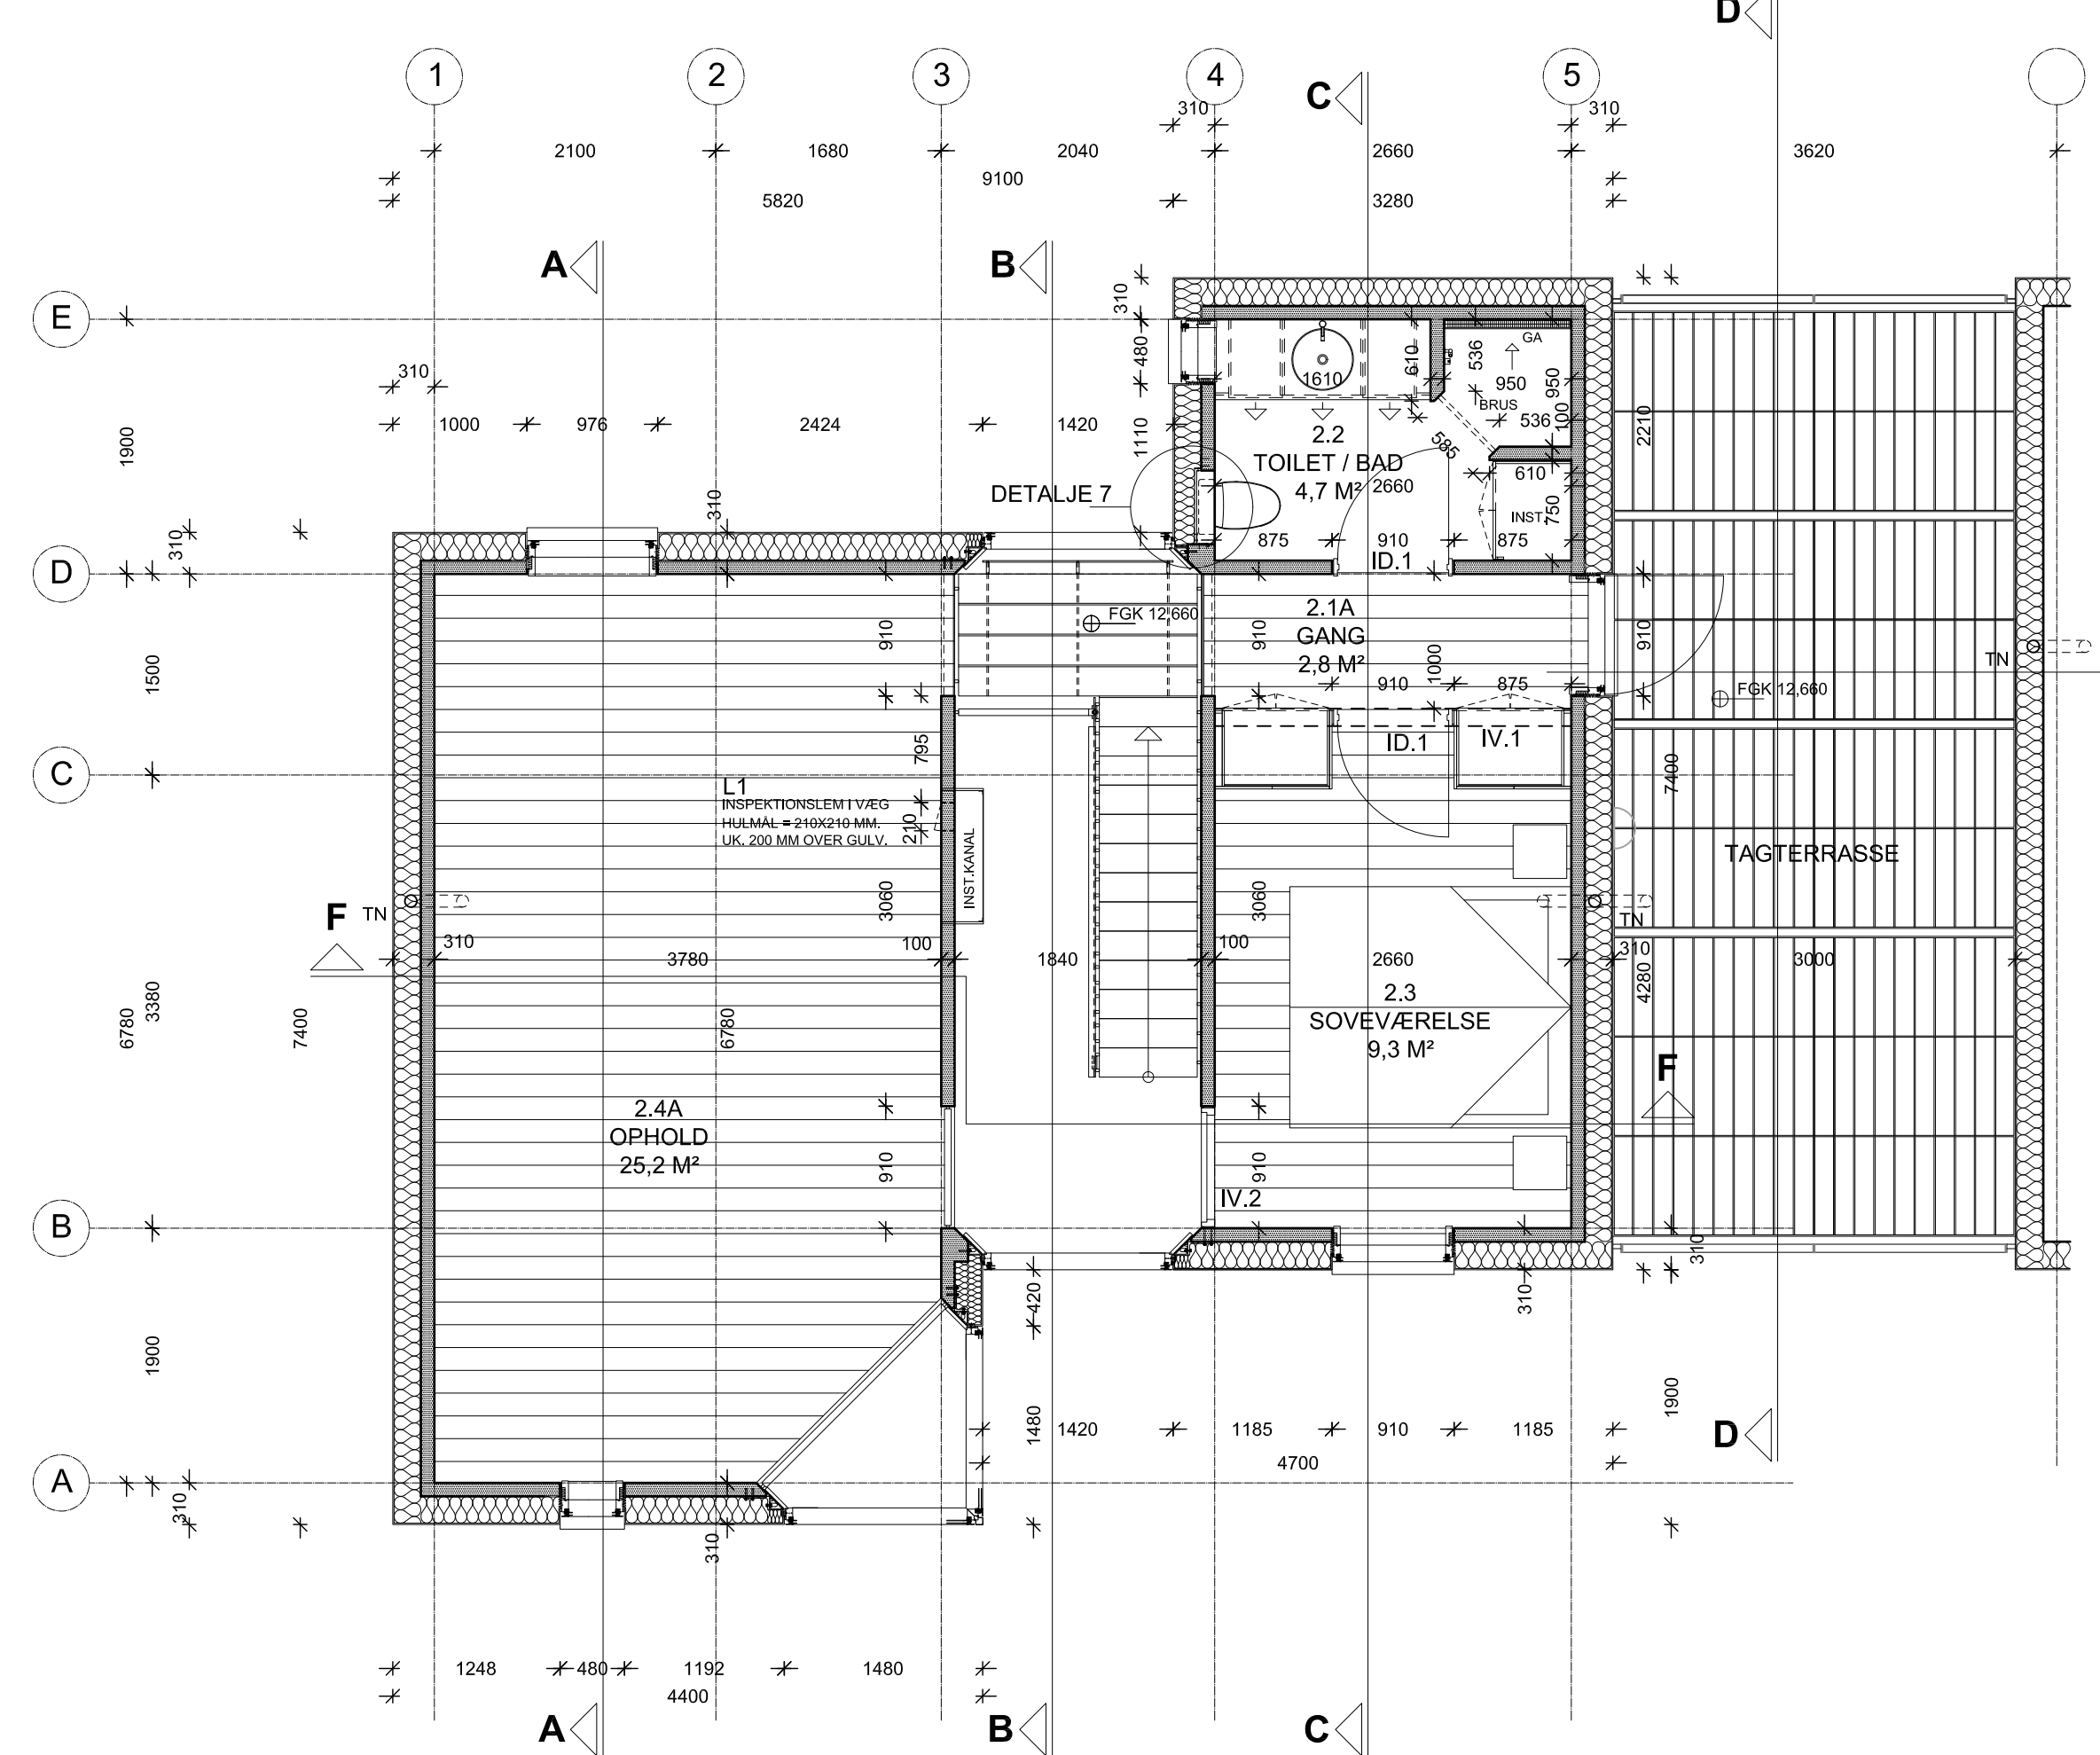 D
1 2 3 4 5
C
310 310
2100 1680 2040 2660 3620
9100
5820 3280
A B
E
310
310
480
610
1610
536
GA
950
950
BRUS
536
100
1000 976 2424 1420
1900
1110
2210
585
2.2
TOILET / BAD
4,7 M²
2660
610
750
INST.
DETALJE 7
310
310
875 910 875
ID.1
D
2.1A
GANG
2,8 M²
FGK 12,660
910
910
910
1000
1500
TN
910 875
FGK 12,660
795
ID.1
IV.1
C
7400
L1
INSPEKTIONSLEM I VÆG
HULMÅL = 210X210 MM.
UK. 200 MM OVER GULV.
210
INST.KANAL
TAGTERRASSE
3060
3060
F TN
TN
310 3780 100 1840 100 2660 310 3000
4280
6780
3380
7400
6780
2.3
SOVEVÆRELSE
9,3 M²
F
2.4A
OPHOLD
25,2 M²
910
910
IV.2
B
310
420
310
1900
1480
1900
1420 1185 910 1185
D
4700
A
310
310
1248 480 1192 1480
4400
A B C